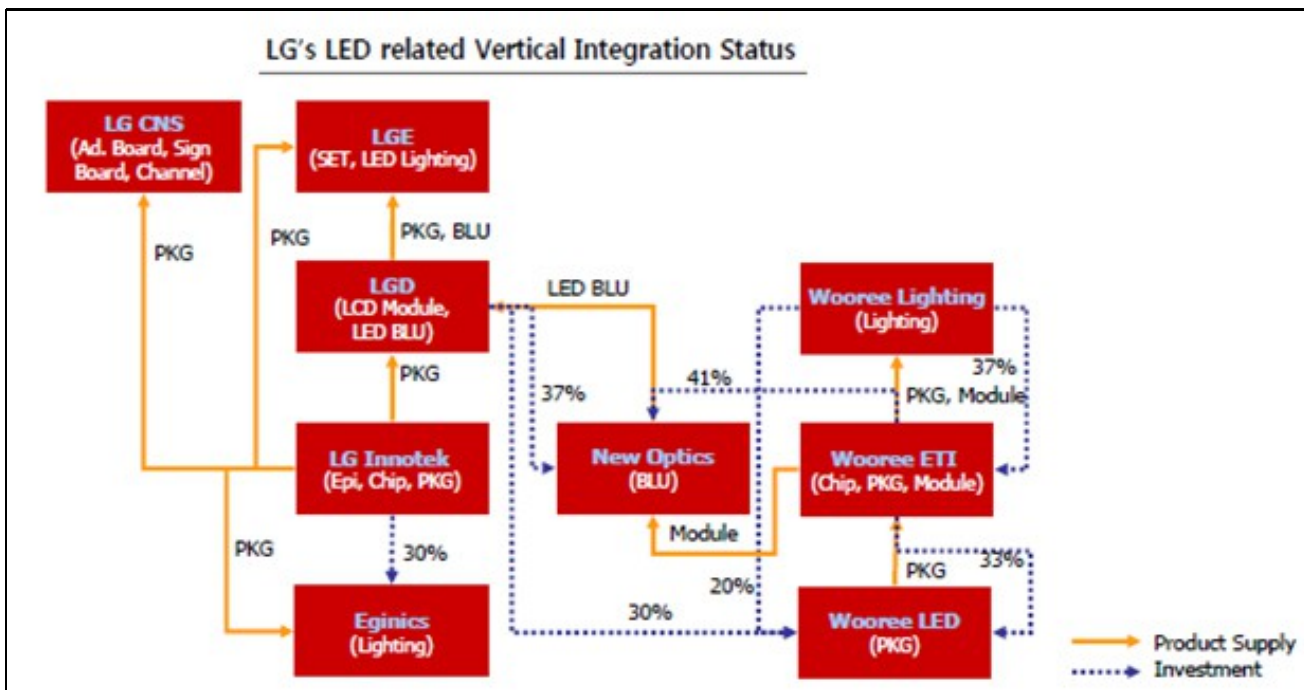 LG's LED related Vertical Integration Status
LG CNS
(Ad. Board, Sign
Board, Channel)
LGE
(SET, LED Lighting)
PKG
PKG
PKG, BLU
LGD
(LCD Module,
LED BLU)
LED BLU
Wooree Lighting
(Lighting)
PKG
37%
41%
37%
PKG, Module
LG Innotek
(Epi, Chip, PKG)
New Optics
(BLU)
Wooree ETI
(Chip, PKG, Module)
PKG
30%
Module
20%
30%
PKG
33%
Eginics
(Lighting)
Wooree LED
(PKG)
Product Supply
Investment